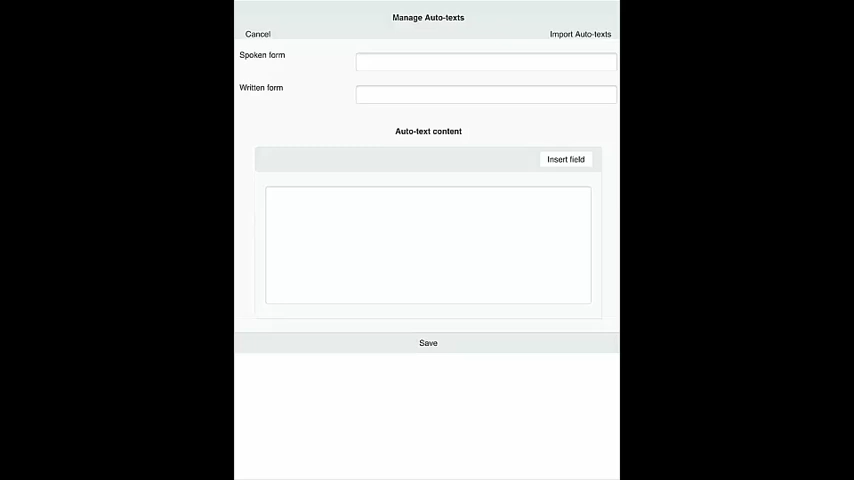 Manage Auto-texts
Cancel
Import Auto-texts
Spoken form
Written form
Auto-text content
Insert field
Save